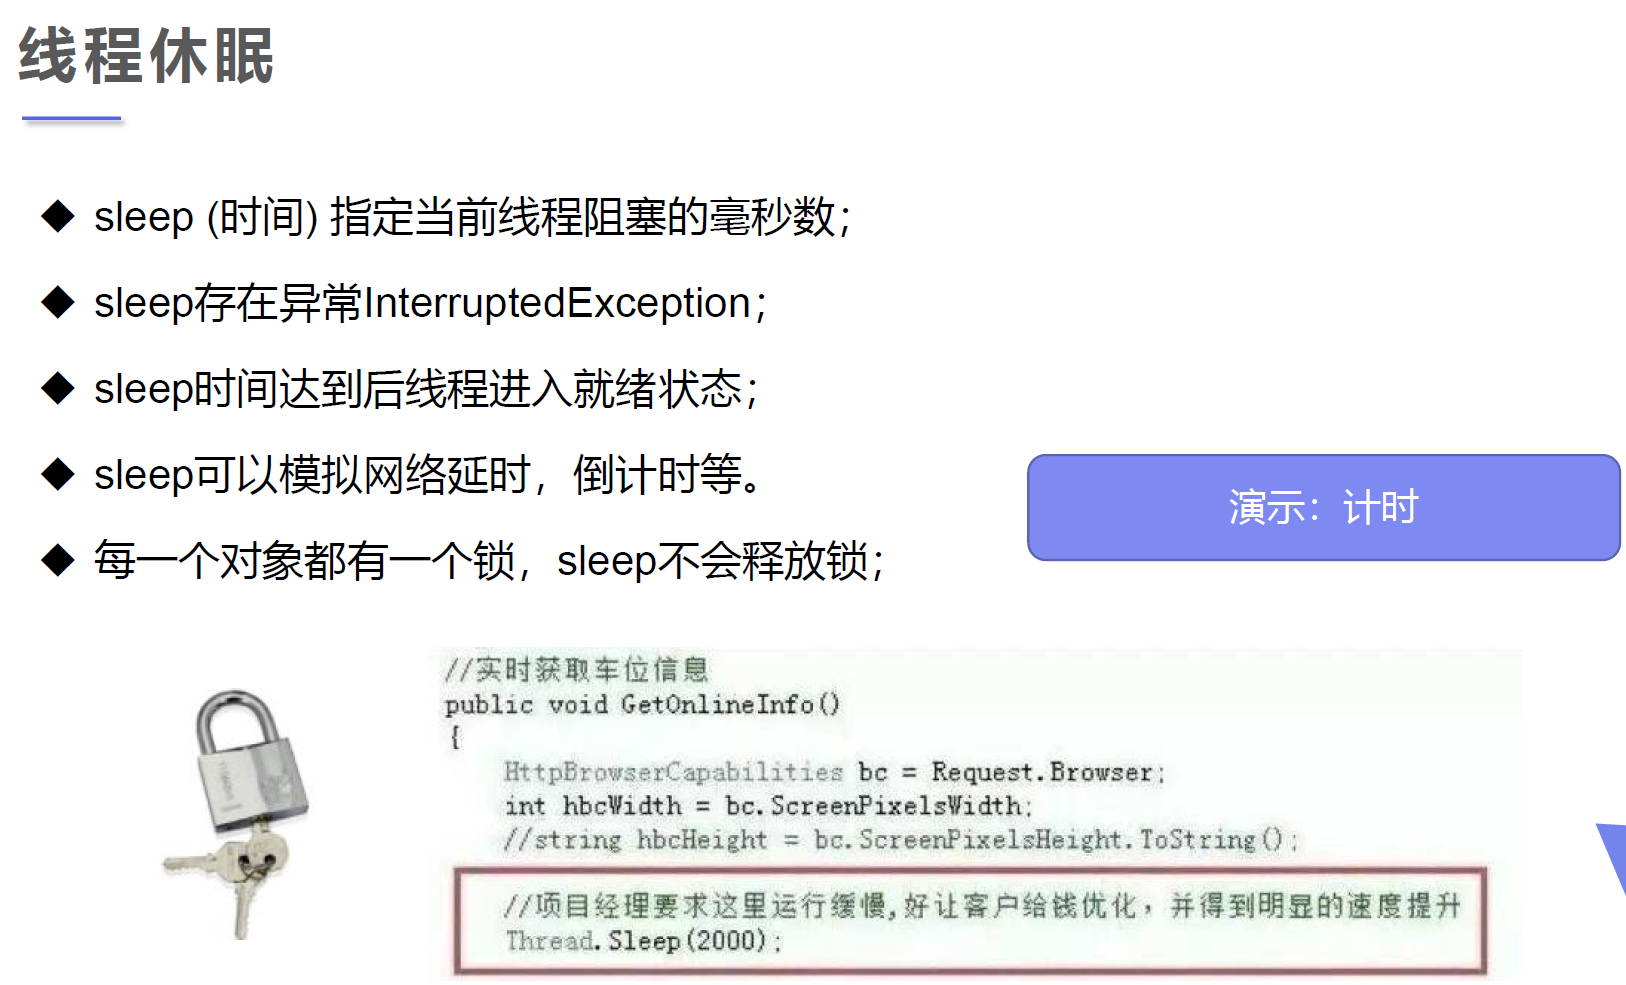 线程休眠
◆ sleep (时间) 指定当前线程阻塞的毫秒数；
◆ sleep存在异常InterruptedException；
◆ sleep时间达到后线程进入就绪状态；
◆ sleep可以模拟网络延时，倒计时等。
◆ 每一个对象都有一个锁，sleep不会释放锁；
演示：计时
//实时获取车位信息
public void GetOnlineInfo()
{
HttpBrowserCapabilities bc = Request.Browser;
int hbcWidth = bc.ScreenPixelsWidth;
//string hbcHeight = bc.ScreenPixelsHeight.ToString();
//项目经理要求这里运行缓慢,好让客户给钱优化，并得到明显的速度提升
Thread.Sleep(2000);